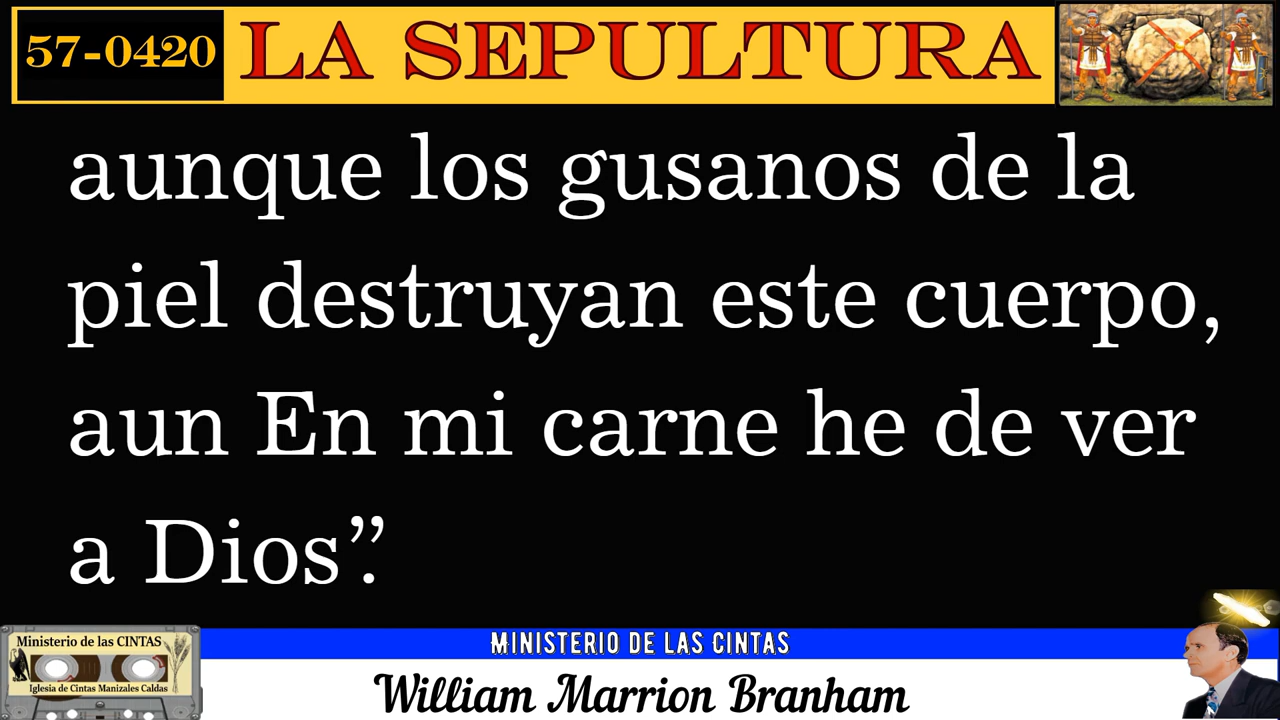 57-0420 LA SEPULTURA
aunque los gusanos de la
piel destruyan este cuerpo,
aun En mi carne he de ver
a Dios”.
Ministerio de las CINTAS
Iglesia de Cintas Manizales Caldas
MINISTERIO DE LAS CINTAS
William Marrion Branham